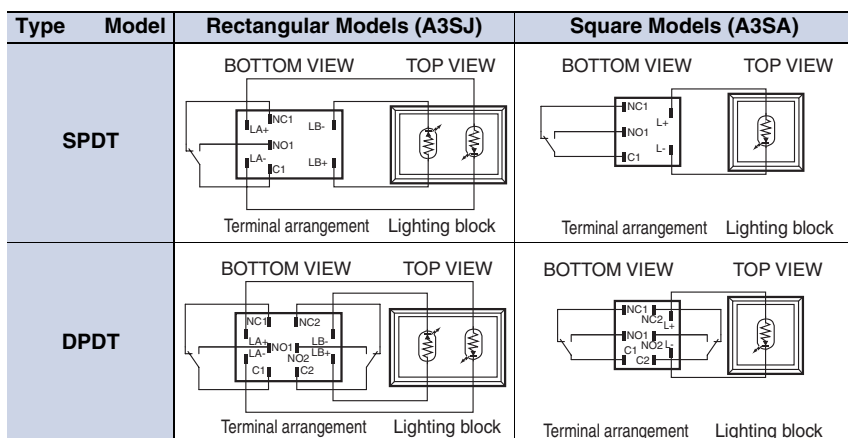 Type Model Rectangular Models (A3SJ) Square Models (A3SA)
SPDT
BOTTOM VIEW TOP VIEW
NC1
LA+ LB-
NO1
LA- LB+
C1
Terminal arrangement Lighting block
BOTTOM VIEW TOP VIEW
NC1
L+
NO1
L-
C1
Terminal arrangement Lighting block
DPDT
BOTTOM VIEW TOP VIEW
NC1 NC2
LA+ LB-
NO1
LA- NO2 LB+
C1 C2
Terminal arrangement Lighting block
BOTTOM VIEW TOP VIEW
NC1
NC2 L+
NO1
C1 NO2 L-
C2
Terminal arrangement Lighting block